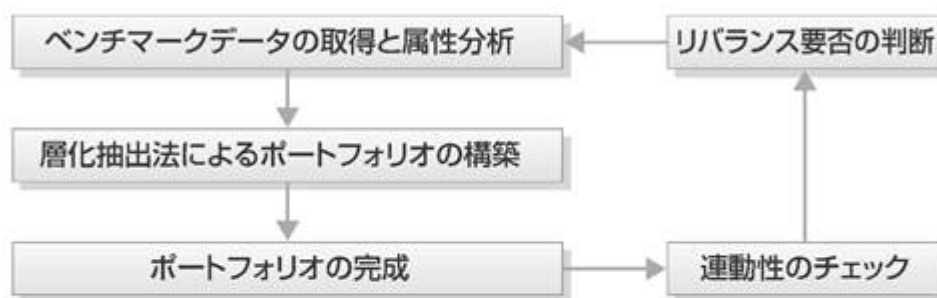 ベンチマークデータの取得と属性分析
リバランス要否の判断
層化抽出法によるポートフォリオの構築
ポートフォリオの完成
連動性のチェック